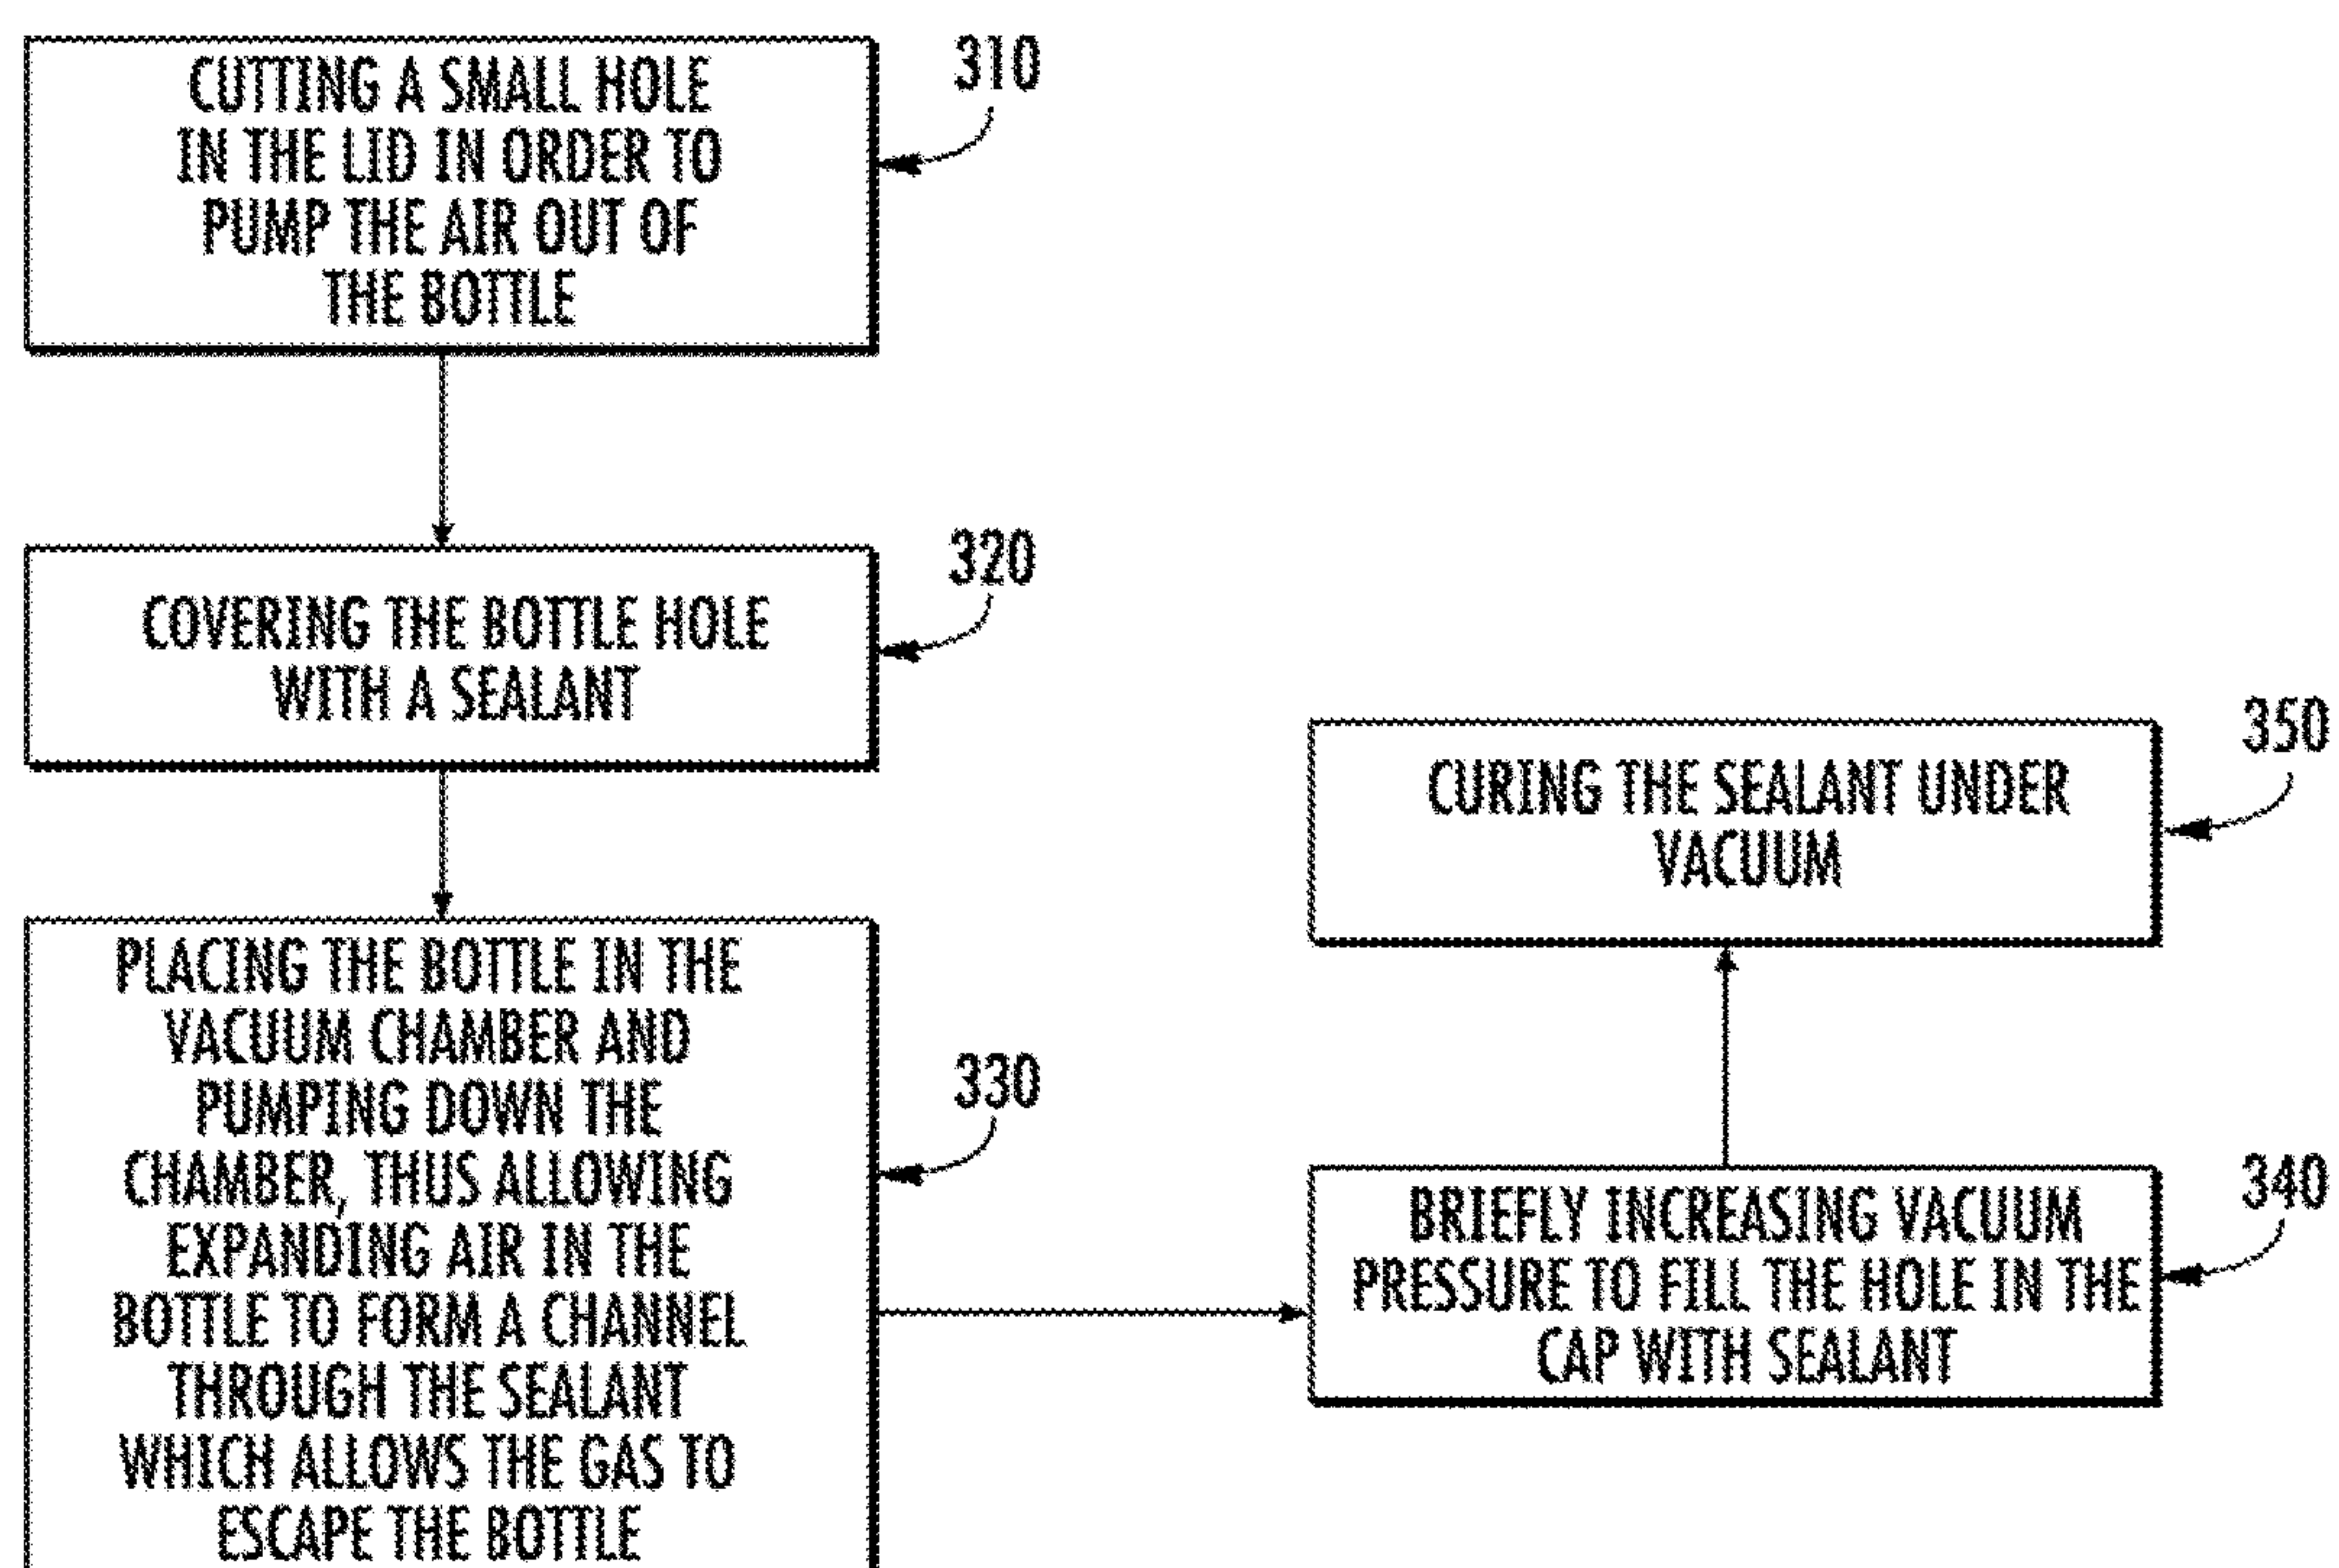 CUTTING A SMALL HOLE
IN THE LID IN ORDER TO
PUMP THE AIR OUT OF
THE BOTTLE
310
COVERING THE BOTTLE HOLE
WITH A SEALANT
320
PLACING THE BOTTLE IN THE
VACUUM CHAMBER AND
PUMPING DOWN THE
CHAMBER, THUS ALLOWING
EXPANDING AIR IN THE
BOTTLE TO FORM A CHANNEL
THROUGH THE SEALANT
WHICH ALLOWS THE GAS TO
ESCAPE THE BOTTLE
330
BRIEFLY INCREASING VACUUM
PRESSURE TO FILL THE HOLE IN THE
CAP WITH SEALANT
340
CURING THE SEALANT UNDER
VACUUM
350